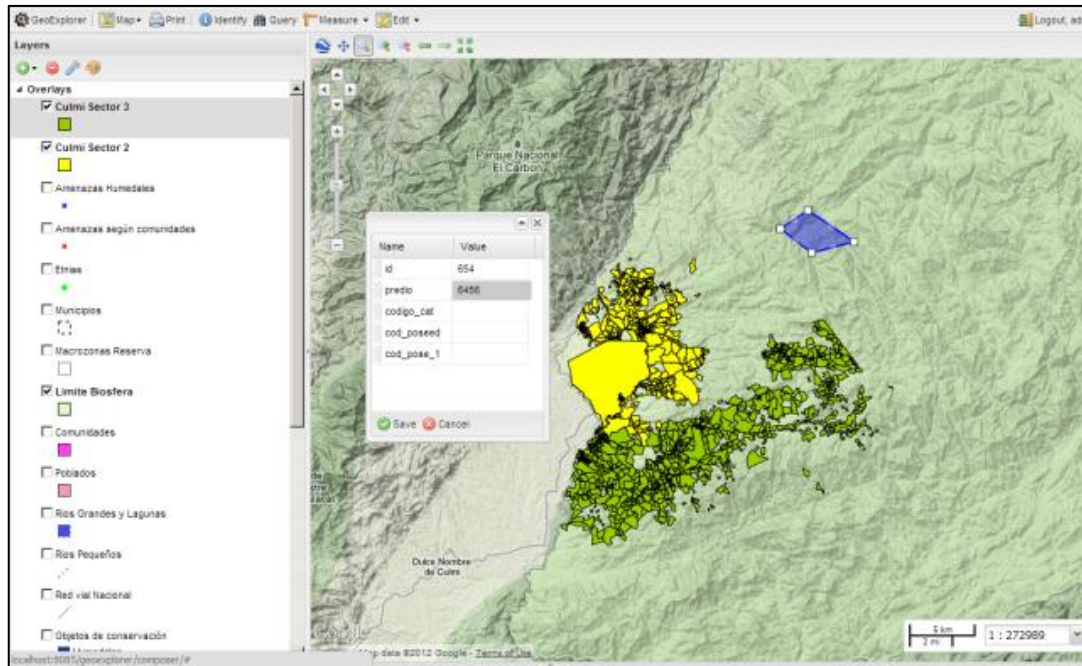 GeoExplorer Map Print Identify Query Measure Edit Logout, ad
Layers
Overlays
Culmi Sector 3
Culmi Sector 2
Amenazas Humedales
Amenazas según comunidades
Etnias
Municipios
Macrozonas Reserva
Limite Biosfera
Comunidades
Poblados
Rios Grandes y Lagunas
Rios Pequeños
Red vial Nacional
Objetos de conservación
Humedales
localhost:8085/geoexplorer/composer/#
Parque Nacional
El Carbon
Name Value
id 654
predio 6456
codigo_cat
cod_poseed
cod_pose_1
Save Cancel
Dulce Nombre
de Culmi
Google
Map data ©2012 Google - Terms of Use
5 km
2 mi
1 : 272989